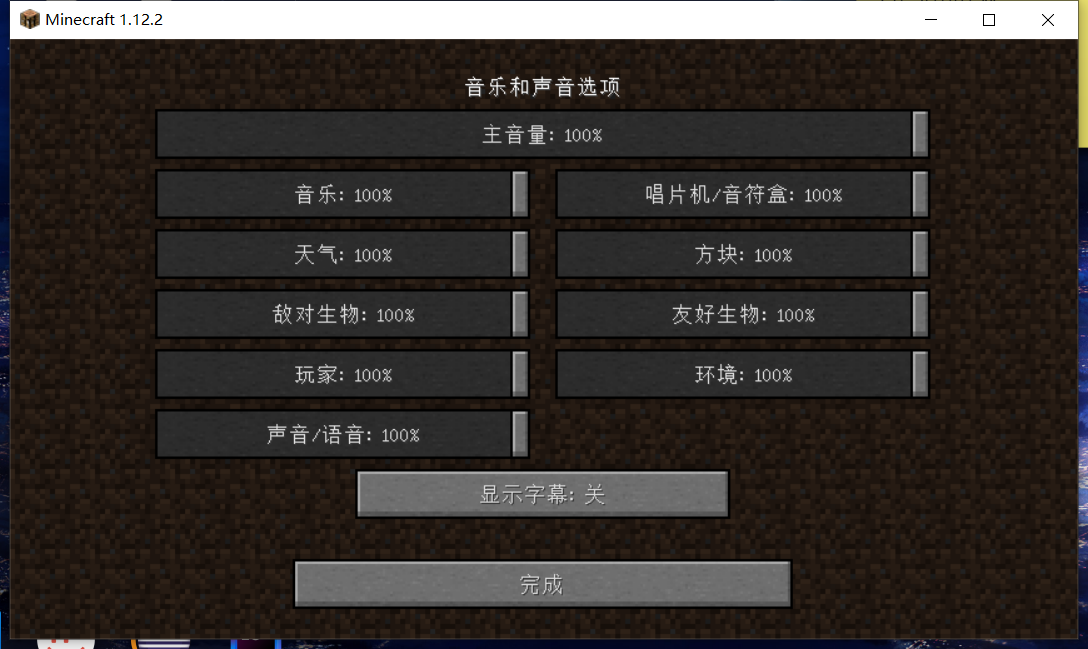 Minecraft 1.12.2
音乐和声音选项
主音量: 100%
音乐: 100%
唱片机/音符盒: 100%
天气: 100%
方块: 100%
敌对生物: 100%
友好生物: 100%
玩家: 100%
环境: 100%
声音/语音: 100%
显示字幕: 关
完成